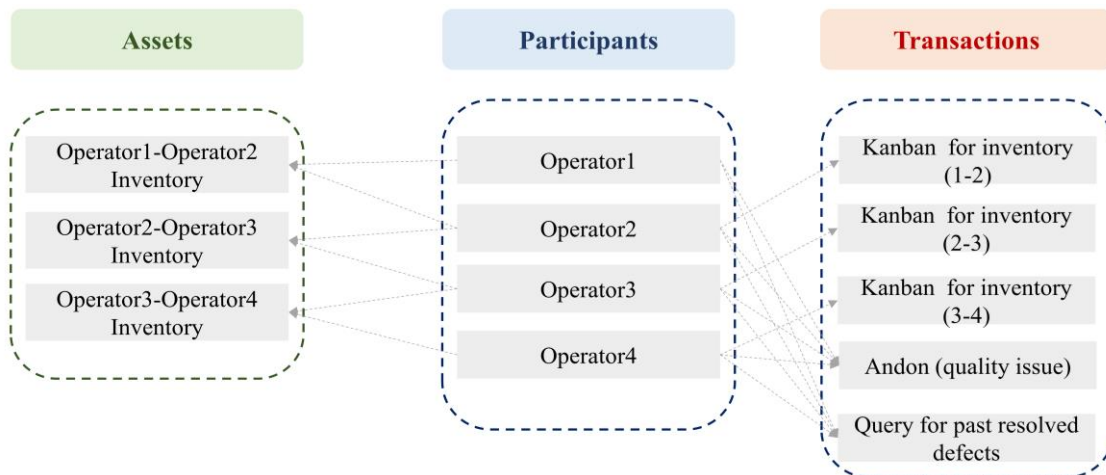 Assets
Participants
Transactions
Operator1-Operator2
Inventory
Operator2-Operator3
Inventory
Operator3-Operator4
Inventory
Operator1
Operator2
Operator3
Operator4
Kanban for inventory
(1-2)
Kanban for inventory
(2-3)
Kanban for inventory
(3-4)
Andon (quality issue)
Query for past resolved
defects